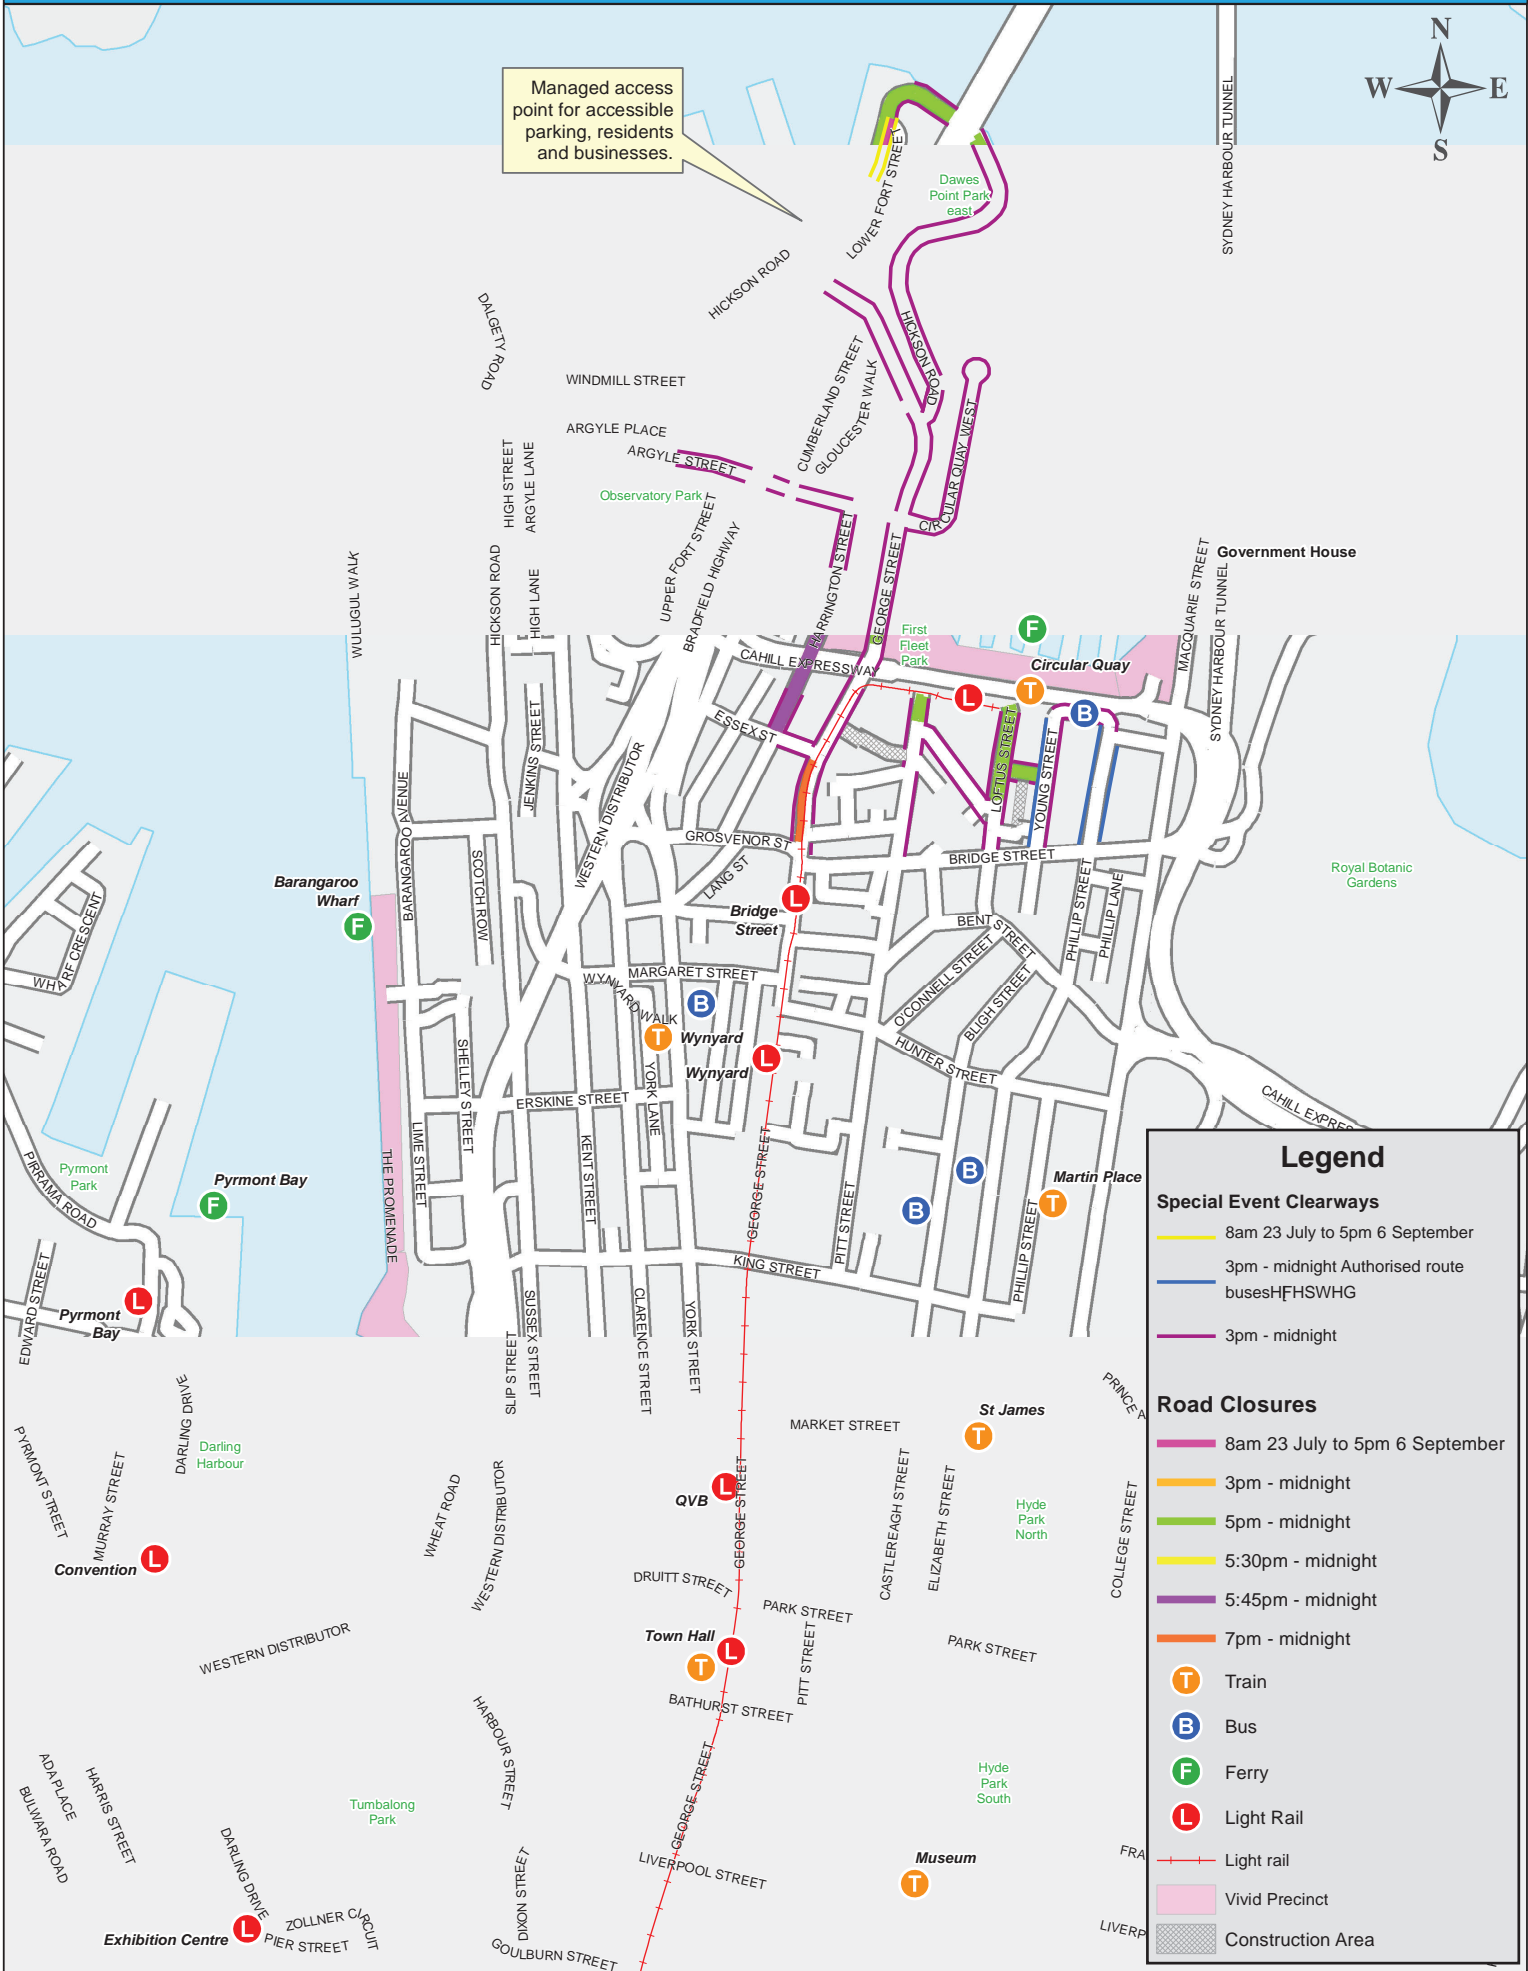 N
W
E
S
Managed access
point for accessible
parking, residents
and businesses.
SYDNEY HARBOUR TUNNEL
LOWER FORT STREET
Dawes
Point Park
east
HICKSON ROAD
DALGETY ROAD
HICKSON ROAD
WINDMILL STREET
CUMBERLAND STREET
GLOUCESTER WALK
ARGYLE PLACE
ARGYLE STREET
CIRCULAR QUAY WEST
HIGH STREET
ARGYLE LANE
Observatory Park
UPPER FORT STREET
BRADFIELD HIGHWAY
HARRINGTON STREET
GEORGE STREET
WULUGUL WALK
HICKSON ROAD
HIGH LANE
MACQUARIE STREET
Government House
SYDNEY HARBOUR TUNNEL
First
Fleet
Park
F
Circular Quay
CAHILL EXPRESSWAY
L
T
B
ESSEX ST
JENKINS STREET
WESTERN DISTRIBUTOR
LOFTUS STREET
YOUNG STREET
BARANGAROO AVENUE
SCOTCH ROW
GROSVENOR ST
LANG ST
BRIDGE STREET
Royal Botanic
Gardens
PHILLIP STREET
PHILLIP LANE
Barangaroo
Wharf
F
L
Bridge
Street
BENT STREET
WHARF CRESCENT
O'CONNELL STREET
BLIGH STREET
MARGARET STREET
WYNYARD WALK
B
T
Wynyard
Wynyard
L
HUNTER STREET
SHELLEY STREET
YORK LANE
ERSKINE STREET
CAHILL EXPRES
LIME STREET
KENT STREET
GEORGE STREET
THE PROMENADE
Pyrmont
Park
PIRRAMA ROAD
Pyrmont Bay
F
B
B
Martin Place
T
PITT STREET
PHILLIP STREET
KING STREET
EDWARD STREET
L
Pyrmont
Bay
SLIP STREET
SUSSEX STREET
CLARENCE STREET
YORK STREET
DARLING DRIVE
Darling
Harbour
PYRMONT STREET
MURRAY STREET
WHEAT ROAD
WESTERN DISTRIBUTOR
MARKET STREET
St James
T
PRINCE A
QVB
L
GEORGE STREET
CASTLEREAGH STREET
ELIZABETH STREET
Hyde
Park
North
COLLEGE STREET
Convention
L
DRUITT STREET
PARK STREET
PARK STREET
WESTERN DISTRIBUTOR
Town Hall
L
T
PITT STREET
BATHURST STREET
HARBOUR STREET
GEORGE STREET
ADA PLACE
BULWARA ROAD
HARRIS STREET
Tumbalong
Park
Hyde
Park
South
DARLING DRIVE
DIXON STREET
LIVERPOOL STREET
Museum
T
FRA
LIVERP
ZOLLNER CIRCUIT
Exhibition Centre
L
PIER STREET
GOULBURN STREET
Legend
Special Event Clearways
8am 23 July to 5pm 6 September
3pm - midnight Authorised route
busesHFHSWHG
3pm - midnight
Road Closures
8am 23 July to 5pm 6 September
3pm - midnight
5pm - midnight
5:30pm - midnight
5:45pm - midnight
7pm - midnight
T Train
B Bus
F Ferry
L Light Rail
Light rail
Vivid Precinct
Construction Area